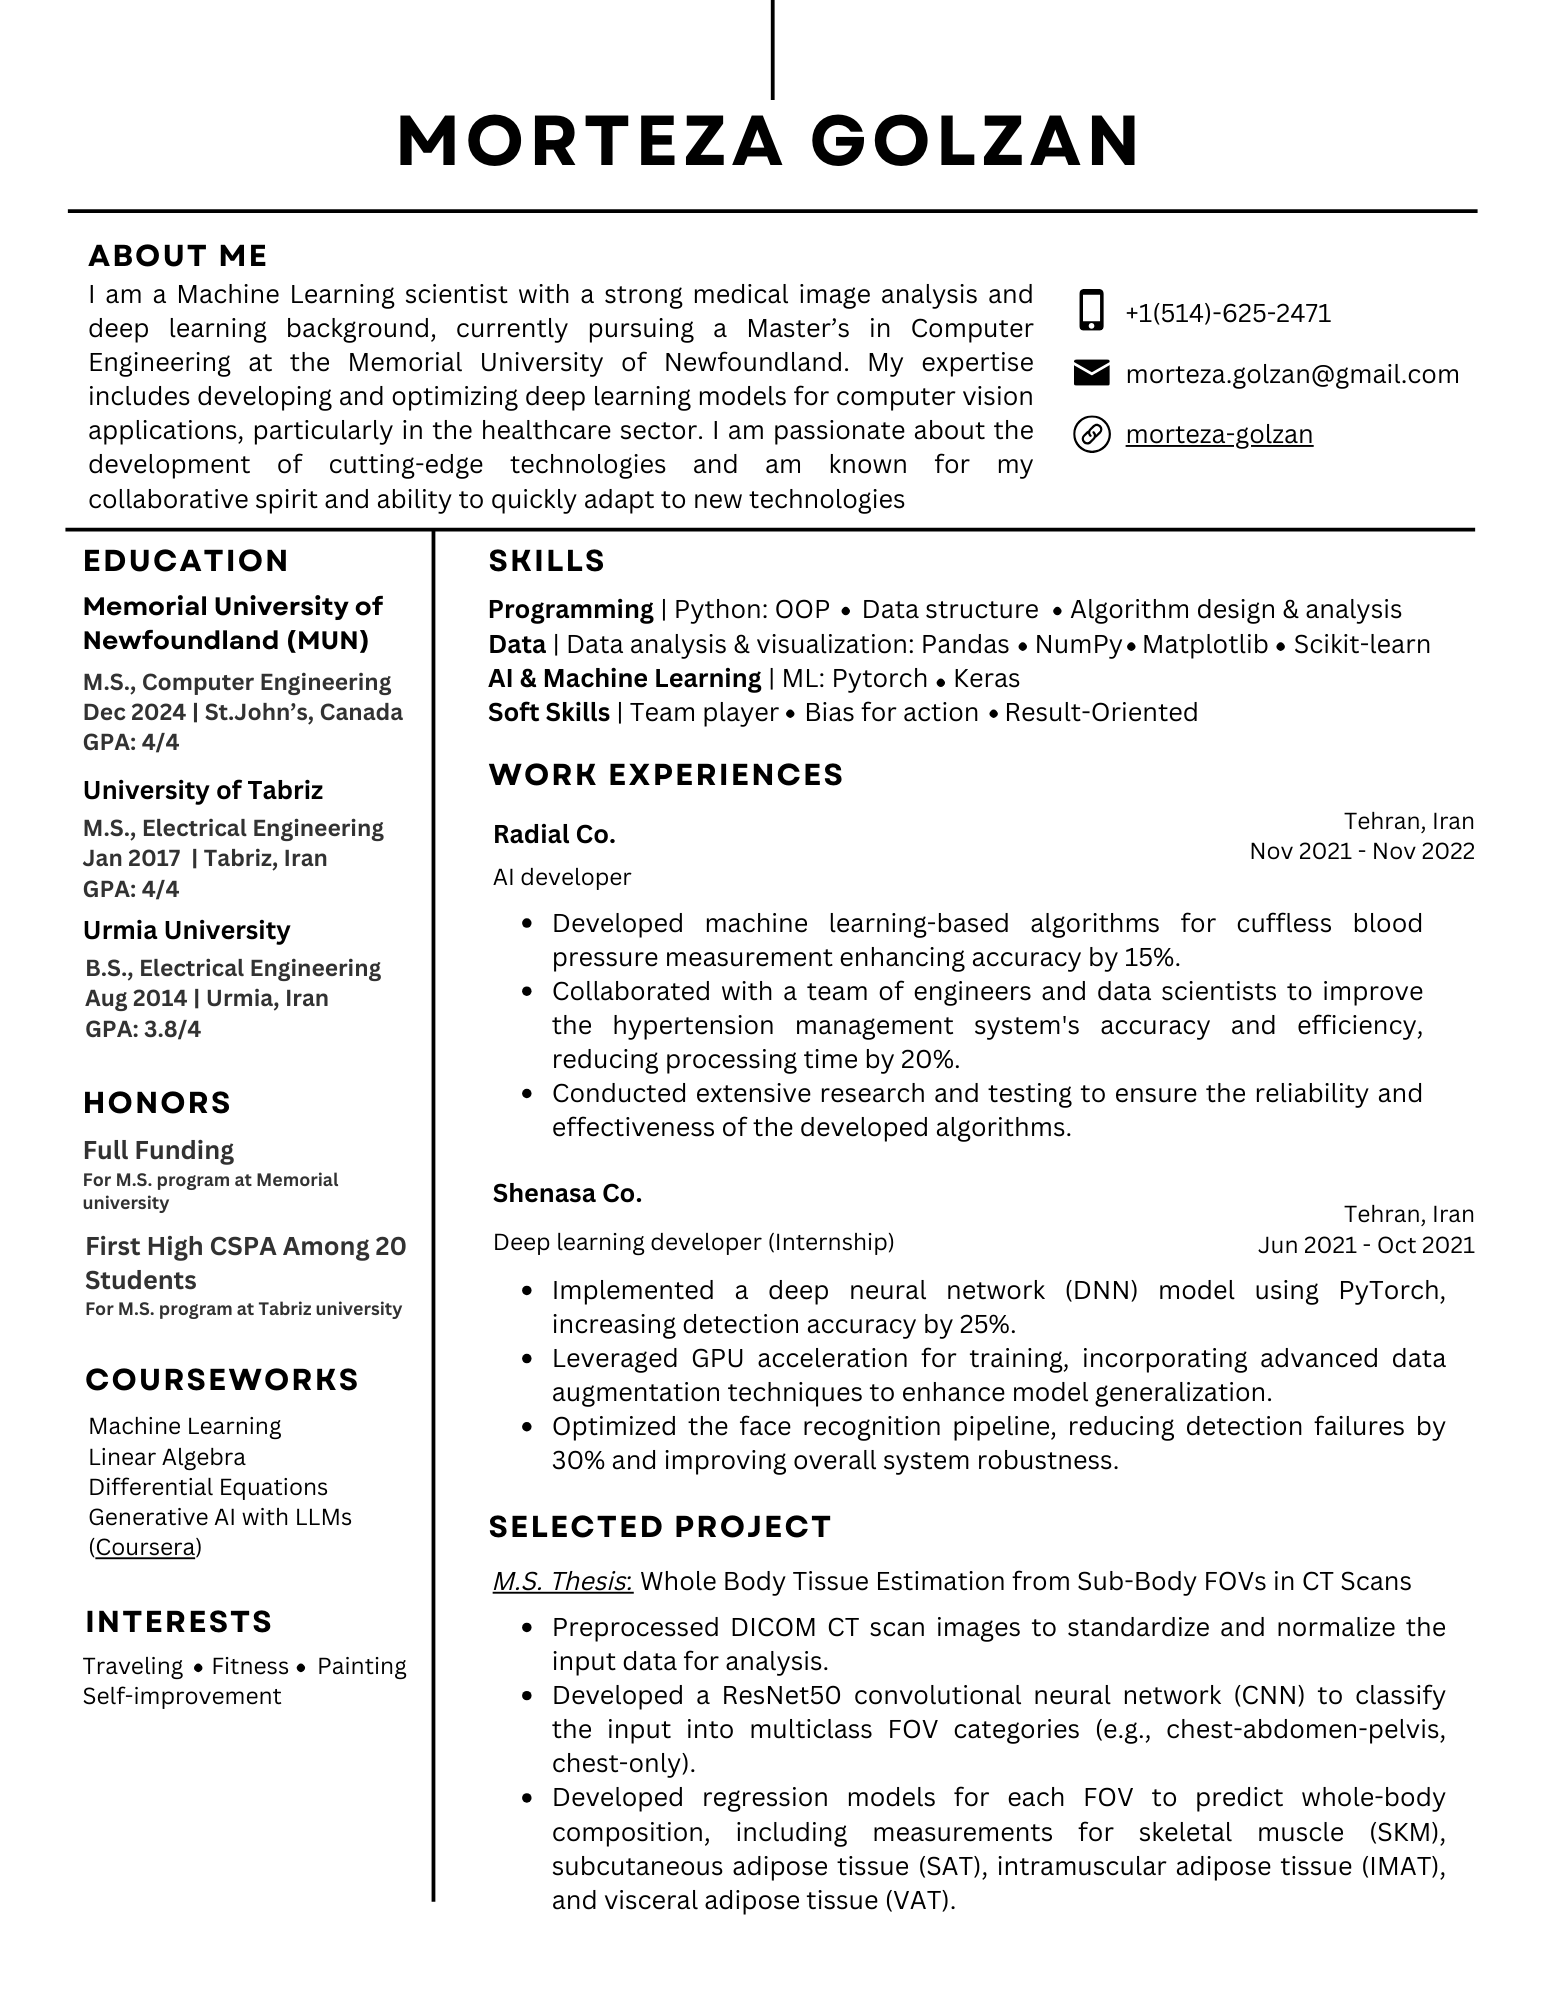 MORTEZA GOLZAN
ABOUT ME
I am a Machine Learning scientist with a strong medical image analysis and
deep learning background, currently pursuing a Master’s in Computer
Engineering at the Memorial University of Newfoundland. My expertise
includes developing and optimizing deep learning models for computer vision
applications, particularly in the healthcare sector. I am passionate about the
development of cutting-edge technologies and am known for my
collaborative spirit and ability to quickly adapt to new technologies
+1(514)-625-2471
morteza.golzan@gmail.com
morteza-golzan
EDUCATION
Memorial University of
Newfoundland (MUN)
M.S., Computer Engineering
Dec 2024 | St.John’s, Canada
GPA: 4/4
University of Tabriz
M.S., Electrical Engineering
Jan 2017 | Tabriz, Iran
GPA: 4/4
Urmia University
B.S., Electrical Engineering
Aug 2014 | Urmia, Iran
GPA: 3.8/4
HONORS
Full Funding
For M.S. program at Memorial
university
First High CSPA Among 20
Students
For M.S. program at Tabriz university
COURSEWORKS
Machine Learning
Linear Algebra
Differential Equations
Generative AI with LLMs
(Coursera)
INTERESTS
Traveling • Fitness • Painting
Self-improvement
SKILLS
Programming | Python: OOP • Data structure • Algorithm design & analysis
Data | Data analysis & visualization: Pandas • NumPy • Matplotlib • Scikit-learn
AI & Machine Learning | ML: Pytorch • Keras
Soft Skills | Team player • Bias for action • Result-Oriented
WORK EXPERIENCES
Radial Co.
Tehran, Iran
Nov 2021 - Nov 2022
AI developer
• Developed machine learning-based algorithms for cuffless blood
pressure measurement enhancing accuracy by 15%.
• Collaborated with a team of engineers and data scientists to improve
the hypertension management system's accuracy and efficiency,
reducing processing time by 20%.
• Conducted extensive research and testing to ensure the reliability and
effectiveness of the developed algorithms.
Shenasa Co.
Tehran, Iran
Jun 2021 - Oct 2021
Deep learning developer (Internship)
• Implemented a deep neural network (DNN) model using PyTorch,
increasing detection accuracy by 25%.
• Leveraged GPU acceleration for training, incorporating advanced data
augmentation techniques to enhance model generalization.
• Optimized the face recognition pipeline, reducing detection failures by
30% and improving overall system robustness.
SELECTED PROJECT
M.S. Thesis: Whole Body Tissue Estimation from Sub-Body FOVs in CT Scans
• Preprocessed DICOM CT scan images to standardize and normalize the
input data for analysis.
• Developed a ResNet50 convolutional neural network (CNN) to classify
the input into multiclass FOV categories (e.g., chest-abdomen-pelvis,
chest-only).
• Developed regression models for each FOV to predict whole-body
composition, including measurements for skeletal muscle (SKM),
subcutaneous adipose tissue (SAT), intramuscular adipose tissue (IMAT),
and visceral adipose tissue (VAT).